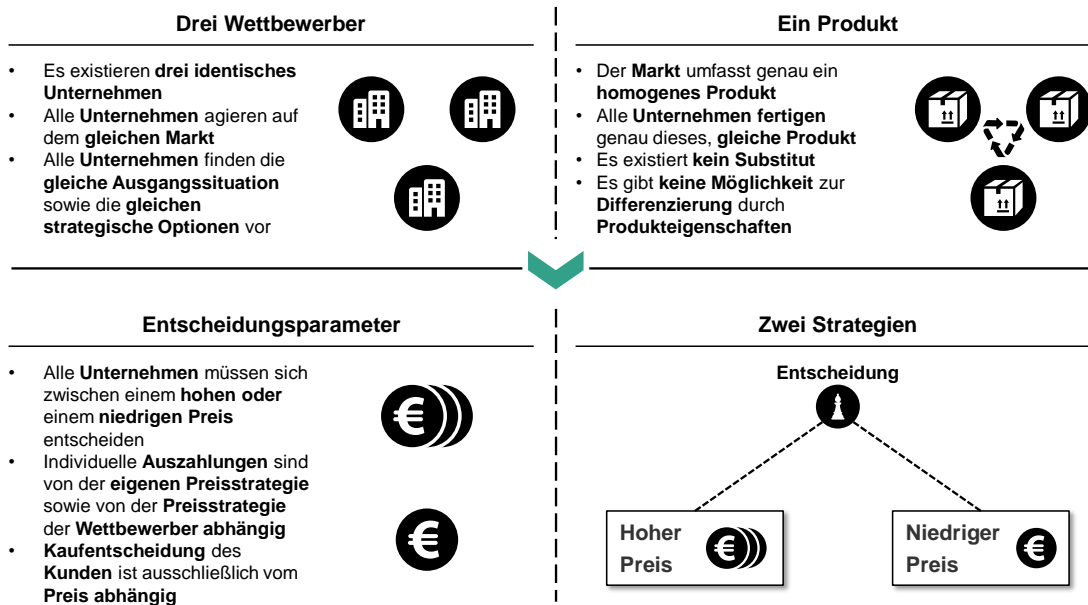 Drei Wettbewerber
• Es existieren drei identisches
Unternehmen
• Alle Unternehmen agieren auf
dem gleichen Markt
• Alle Unternehmen finden die
gleiche Ausgangssituation
sowie die gleichen
strategische Optionen vor
Ein Produkt
• Der Markt umfasst genau ein
homogenes Produkt
• Alle Unternehmen fertigen
genau dieses, gleiche Produkt
• Es existiert kein Substitut
• Es gibt keine Möglichkeit zur
Differenzierung durch
Produkteigenschaften
Entscheidungsparameter
• Alle Unternehmen müssen sich
zwischen einem hohen oder
einem niedrigen Preis
entscheiden
• Individuelle Auszahlungen sind
von der eigenen Preisstrategie
sowie von der Preisstrategie
der Wettbewerber abhängig
• Kaufentscheidung des
Kunden ist ausschließlich vom
Preis abhängig
€
€
Zwei Strategien
Entscheidung
Hoher
Preis
€
Niedriger
Preis
€